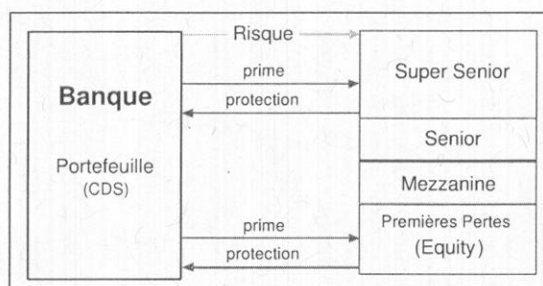 Risque
prime
Banque
Super Senior
protection
Senior
Portefeuille
(CDS)
Mezzanine
prime
Premières Pertes
(Equity)
protection